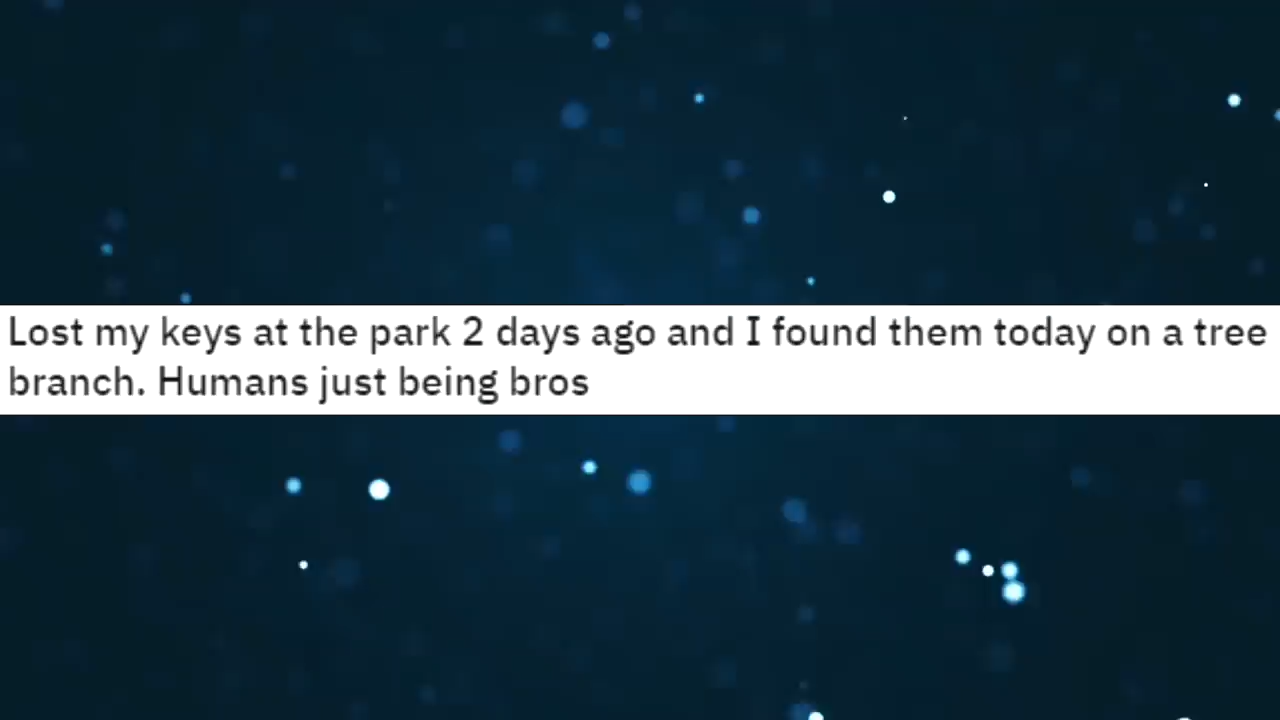 Lost my keys at the park 2 days ago and I found them today on a tree
branch. Humans just being bros